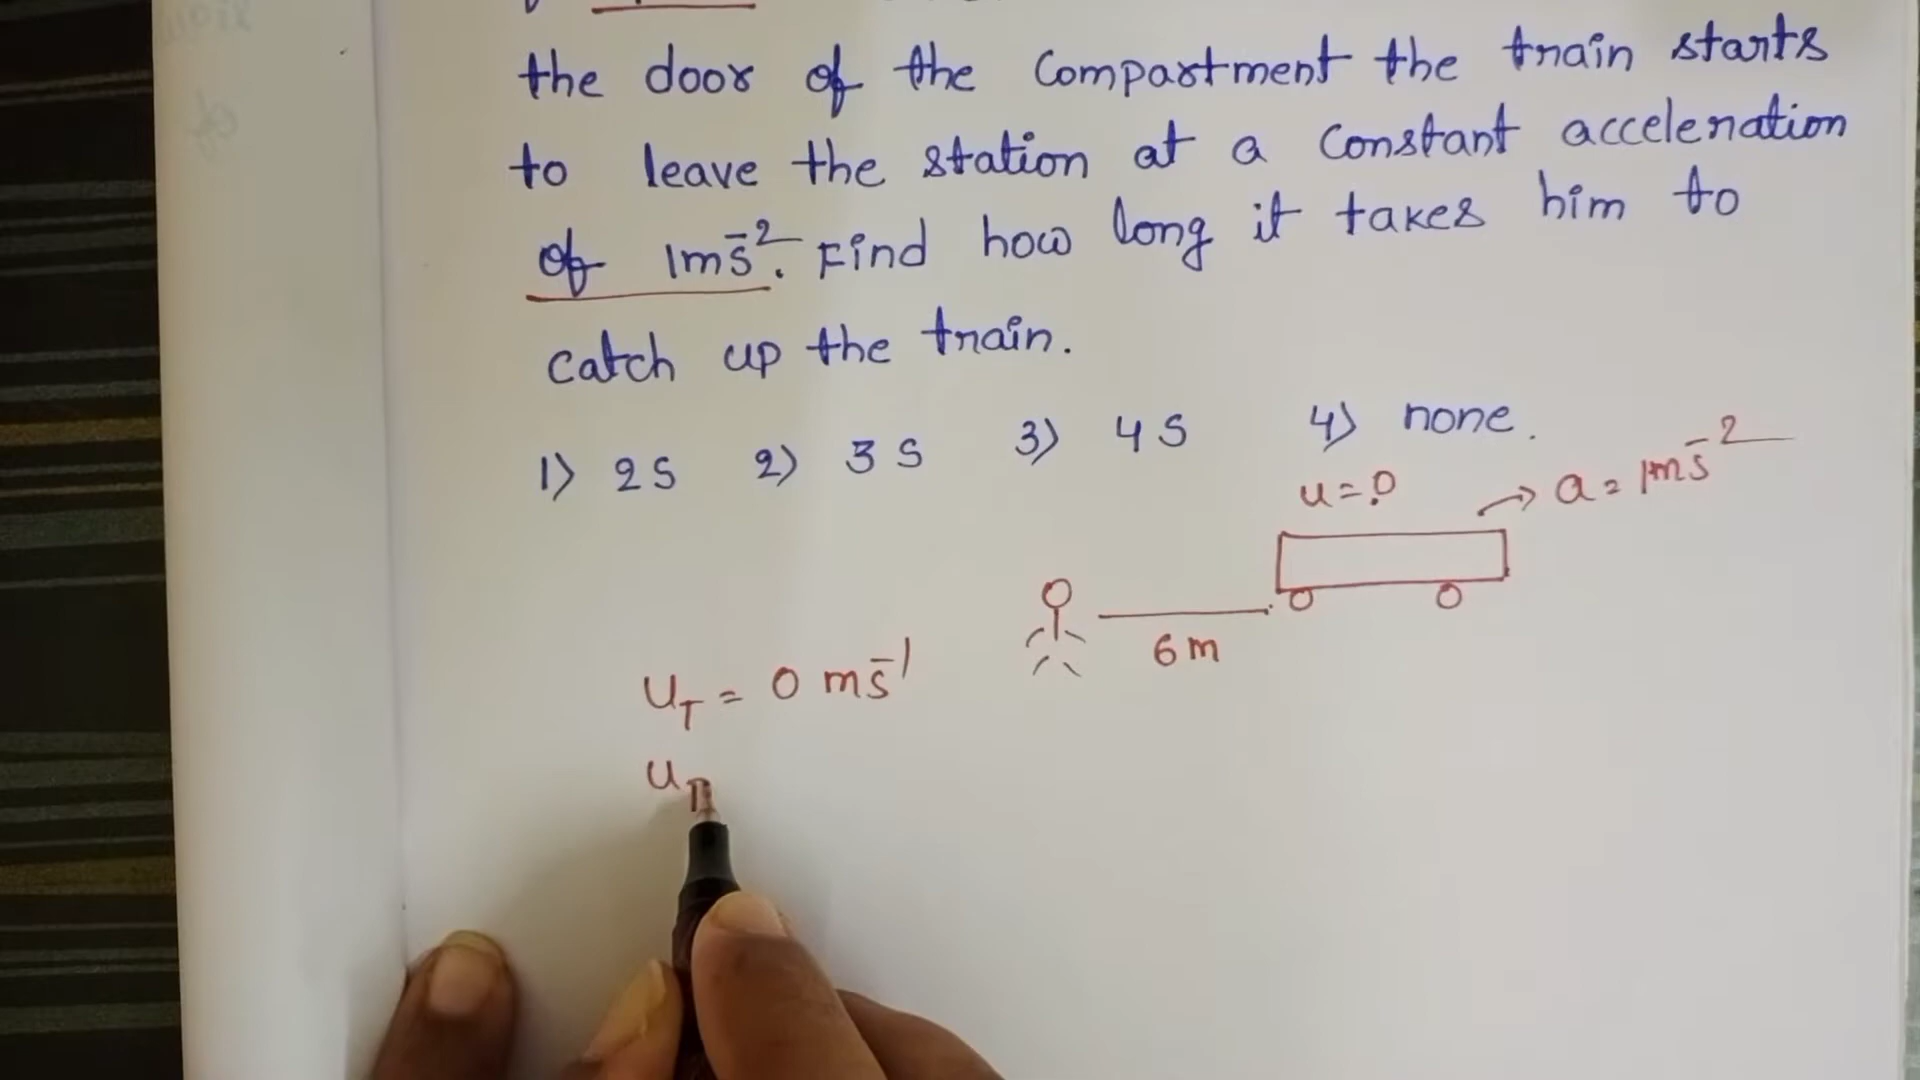 the door of the compartment the train starts
to leave the station at a constant acceleration
of 1ms⁻². Find how long it takes him to
catch up the train.
1) 2S 2) 3S 3) 4S 4) none.
u=0 → a = 1ms⁻²
6m
u_T = 0 ms⁻¹
u